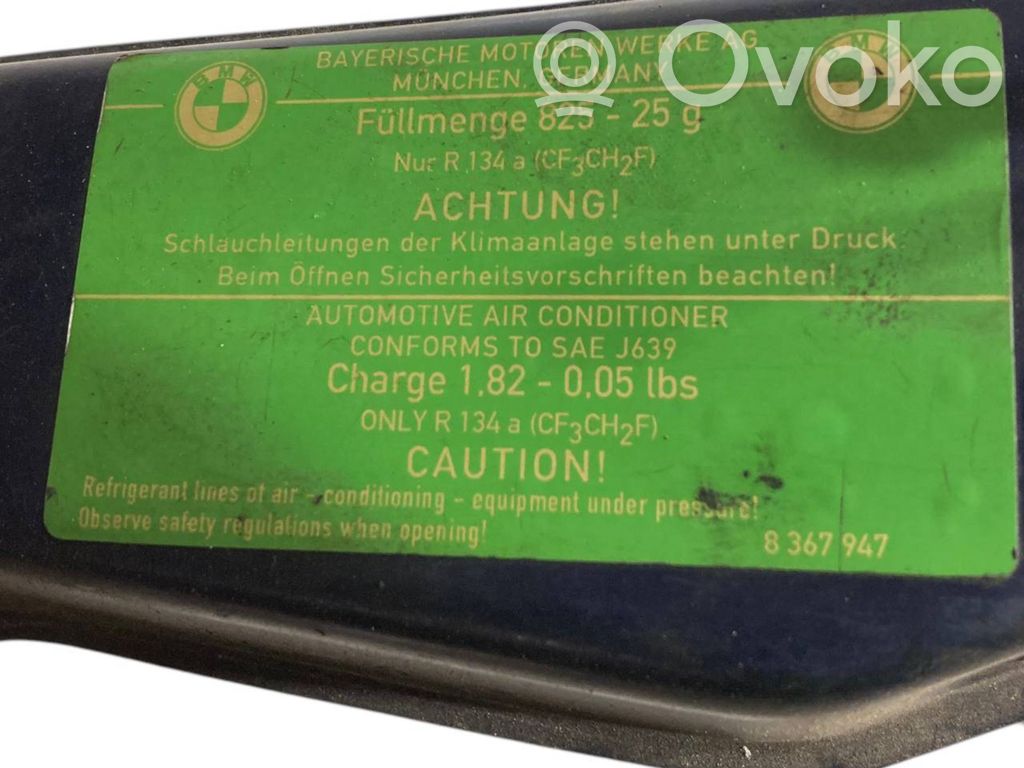 BAYERISCHE MOTOREN WERKE AG
MÜNCHEN, GERMANY
BMW
BMW
Ovoko
Füllmenge 825 - 25 g
Nur R 134 a (CF₃CH₂F)
ACHTUNG!
Schlauchleitungen der Klimaanlage stehen unter Druck.
Beim Öffnen Sicherheitsvorschriften beachten!
AUTOMOTIVE AIR CONDITIONER
CONFORMS TO SAE J639
Charge 1,82 - 0,05 lbs
ONLY R 134 a (CF₃CH₂F)
CAUTION!
Refrigerant lines of air - conditioning - equipment under pressure!
Observe safety regulations when opening!
8 367 947